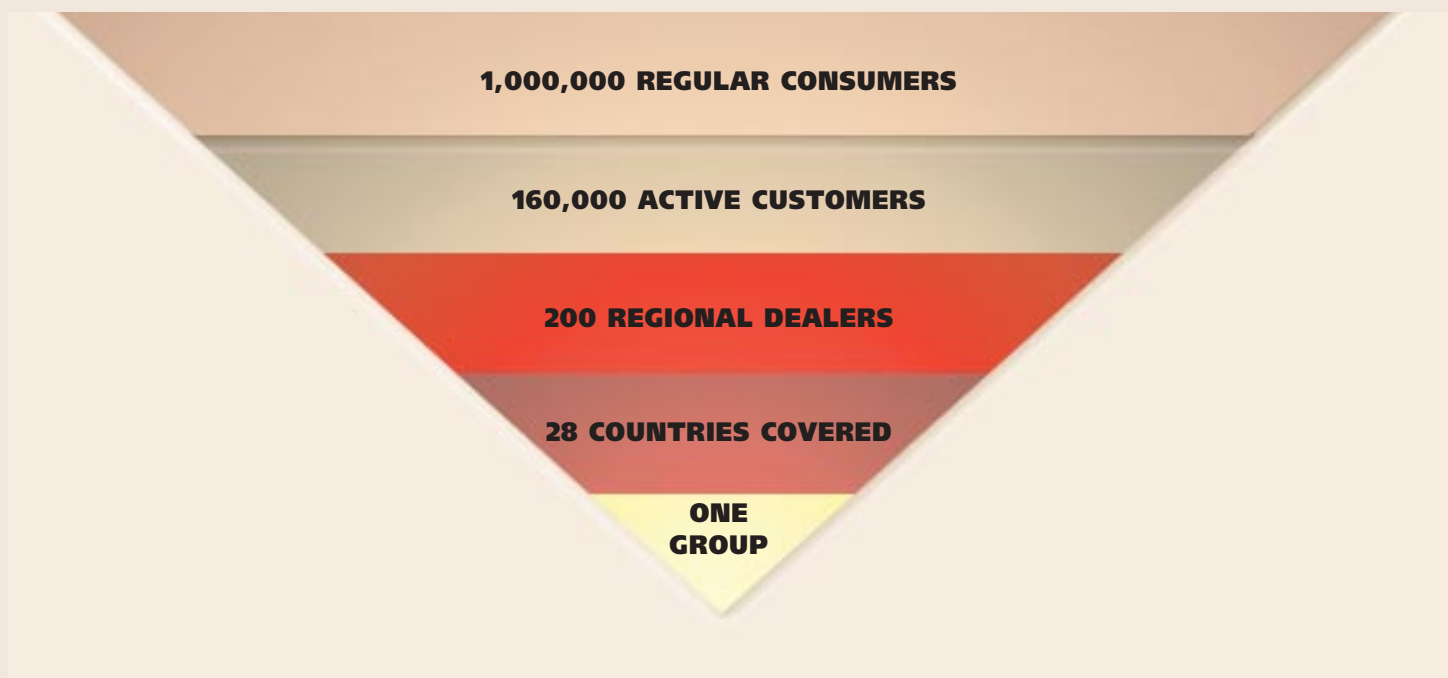 1,000,000 REGULAR CONSUMERS
160,000 ACTIVE CUSTOMERS
200 REGIONAL DEALERS
28 COUNTRIES COVERED
ONE
GROUP